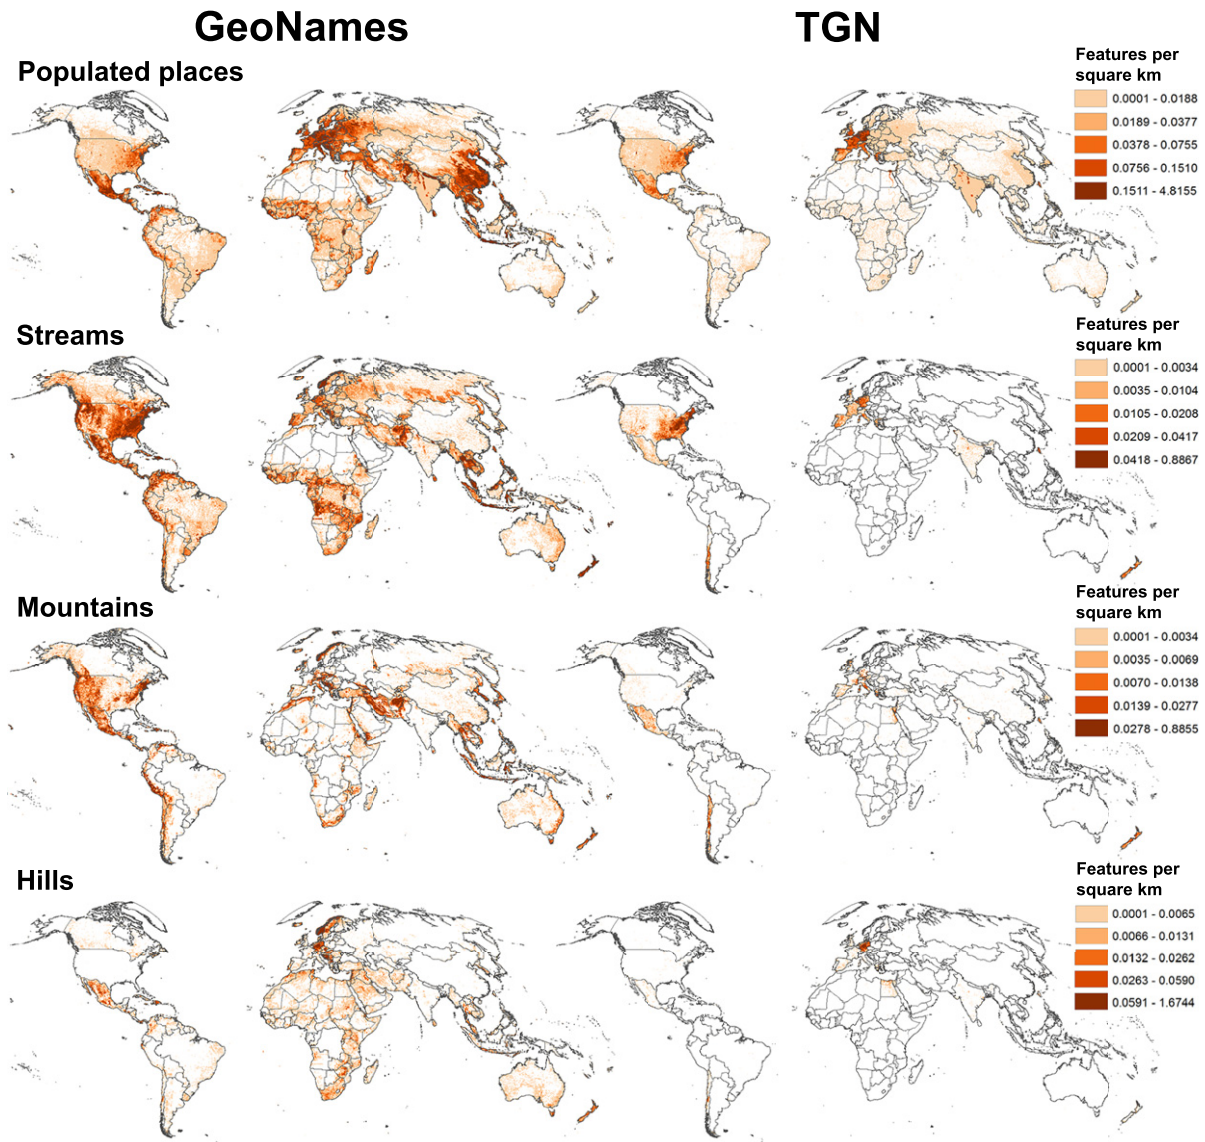 GeoNames
TGN
Populated places
Features per
square km
0.0001 - 0.0188
0.0189 - 0.0377
0.0378 - 0.0755
0.0756 - 0.1510
0.1511 - 4.8155
Streams
Features per
square km
0.0001 - 0.0034
0.0035 - 0.0104
0.0105 - 0.0208
0.0209 - 0.0417
0.0418 - 0.8867
Mountains
Features per
square km
0.0001 - 0.0034
0.0035 - 0.0069
0.0070 - 0.0138
0.0139 - 0.0277
0.0278 - 0.8855
Hills
Features per
square km
0.0001 - 0.0065
0.0066 - 0.0131
0.0132 - 0.0262
0.0263 - 0.0590
0.0591 - 1.6744